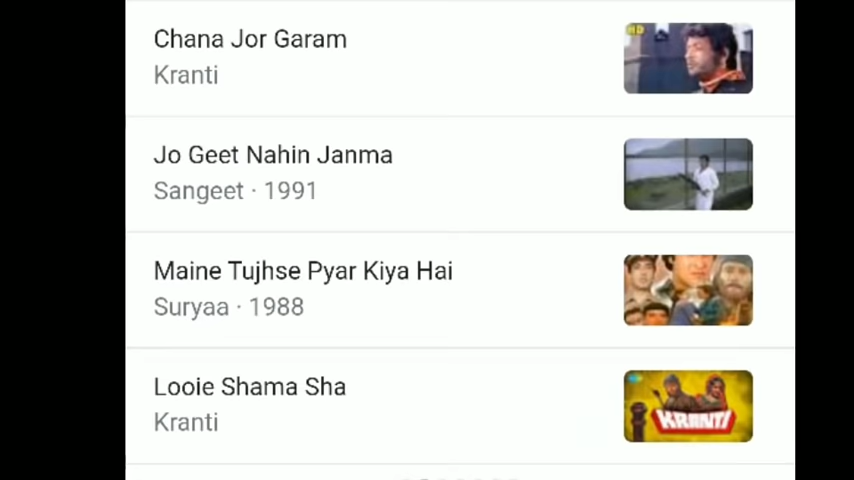 Chana Jor Garam
Kranti
HD
Jo Geet Nahin Janma
Sangeet · 1991
Maine Tujhse Pyar Kiya Hai
Suryaa · 1988
Looie Shama Sha
Kranti
KRANTI